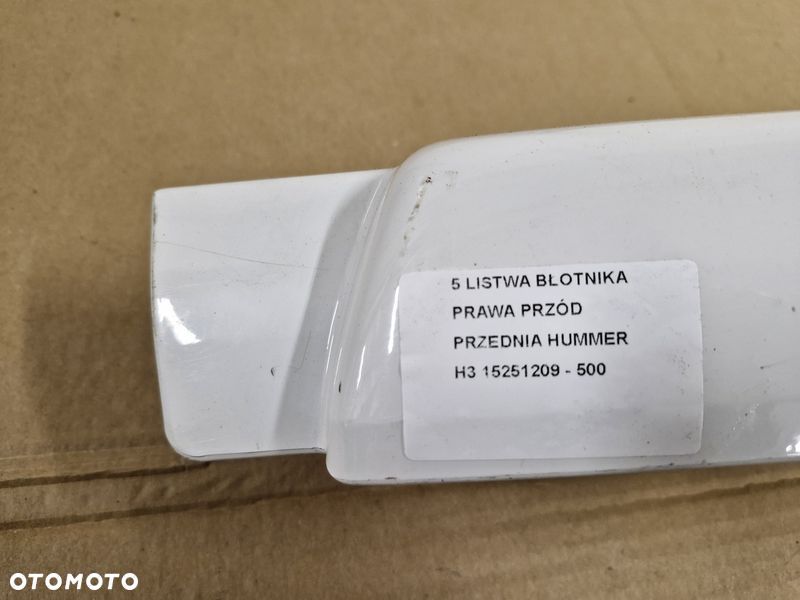 5 LISTWA BŁOTNIKA
PRAWA PRZÓD
PRZEDNIA HUMMER
H3 15251209 - 500
OTOMOTO